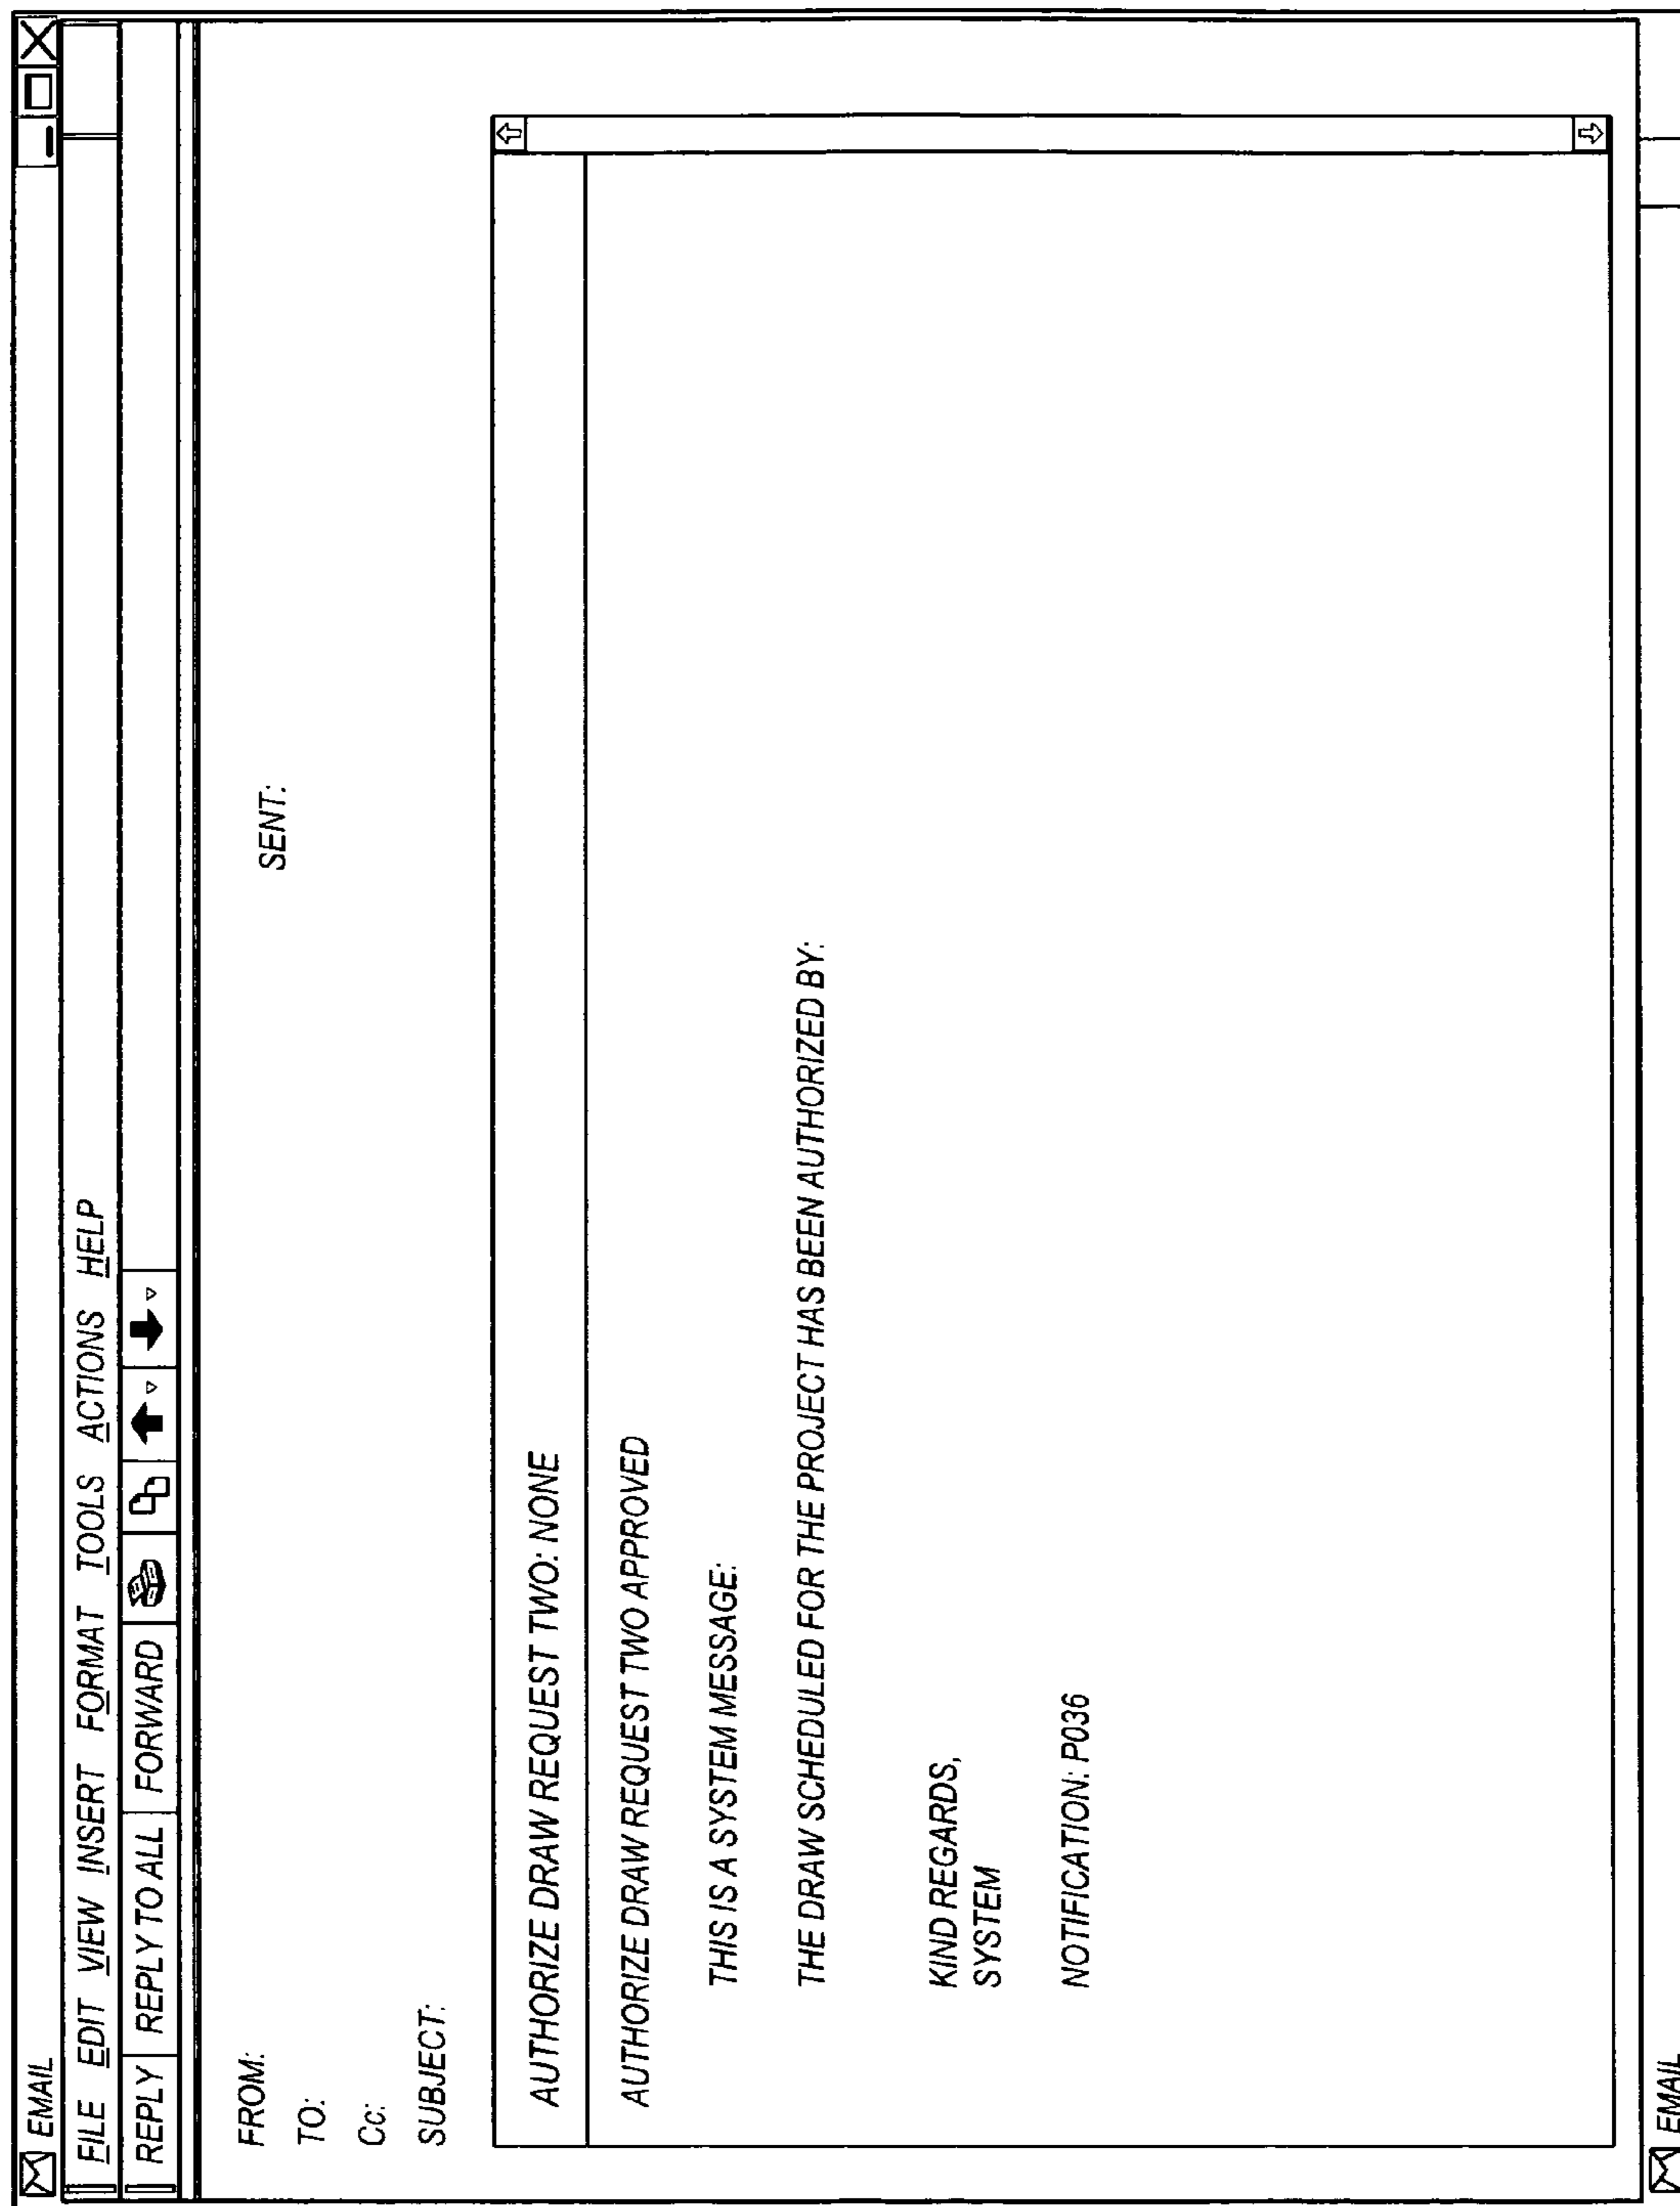 EMAIL
FILE EDIT VIEW INSERT FORMAT TOOLS ACTIONS HELP
REPLY REPLY TO ALL FORWARD
FROM:
SENT:
TO:
Cc:
SUBJECT:
AUTHORIZE DRAW REQUEST TWO: NONE
AUTHORIZE DRAW REQUEST TWO APPROVED
THIS IS A SYSTEM MESSAGE:
THE DRAW SCHEDULED FOR THE PROJECT HAS BEEN AUTHORIZED BY:
KIND REGARDS,
SYSTEM
NOTIFICATION: P036
EMAIL